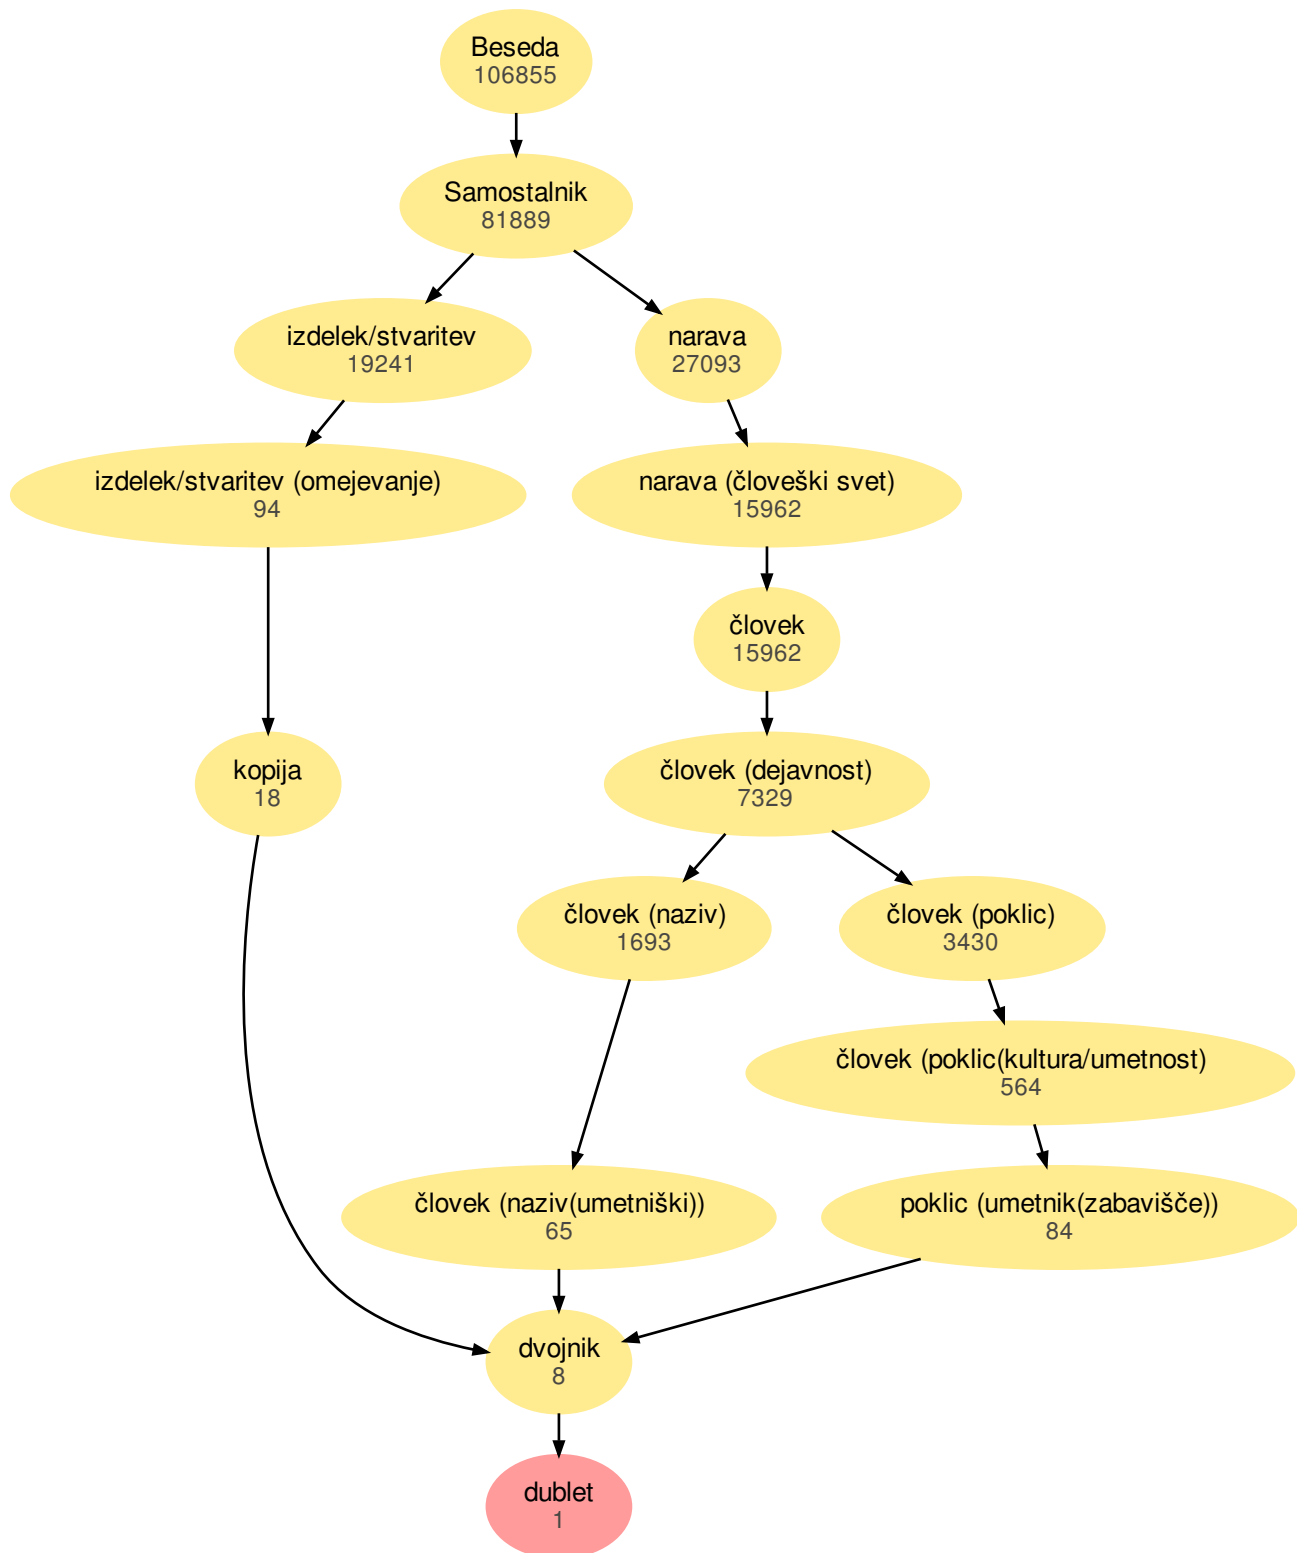 Beseda
106855
Samostalnik
81889
izdelek/stvaritev
19241
narava
27093
izdelek/stvaritev (omejevanje)
94
narava (človeški svet)
15962
človek
15962
kopija
18
človek (dejavnost)
7329
človek (naziv)
1693
človek (poklic)
3430
človek (poklic(kultura/umetnost)
564
človek (naziv(umetniški))
65
poklic (umetnik(zabavišče))
84
dvojnik
8
dublet
1